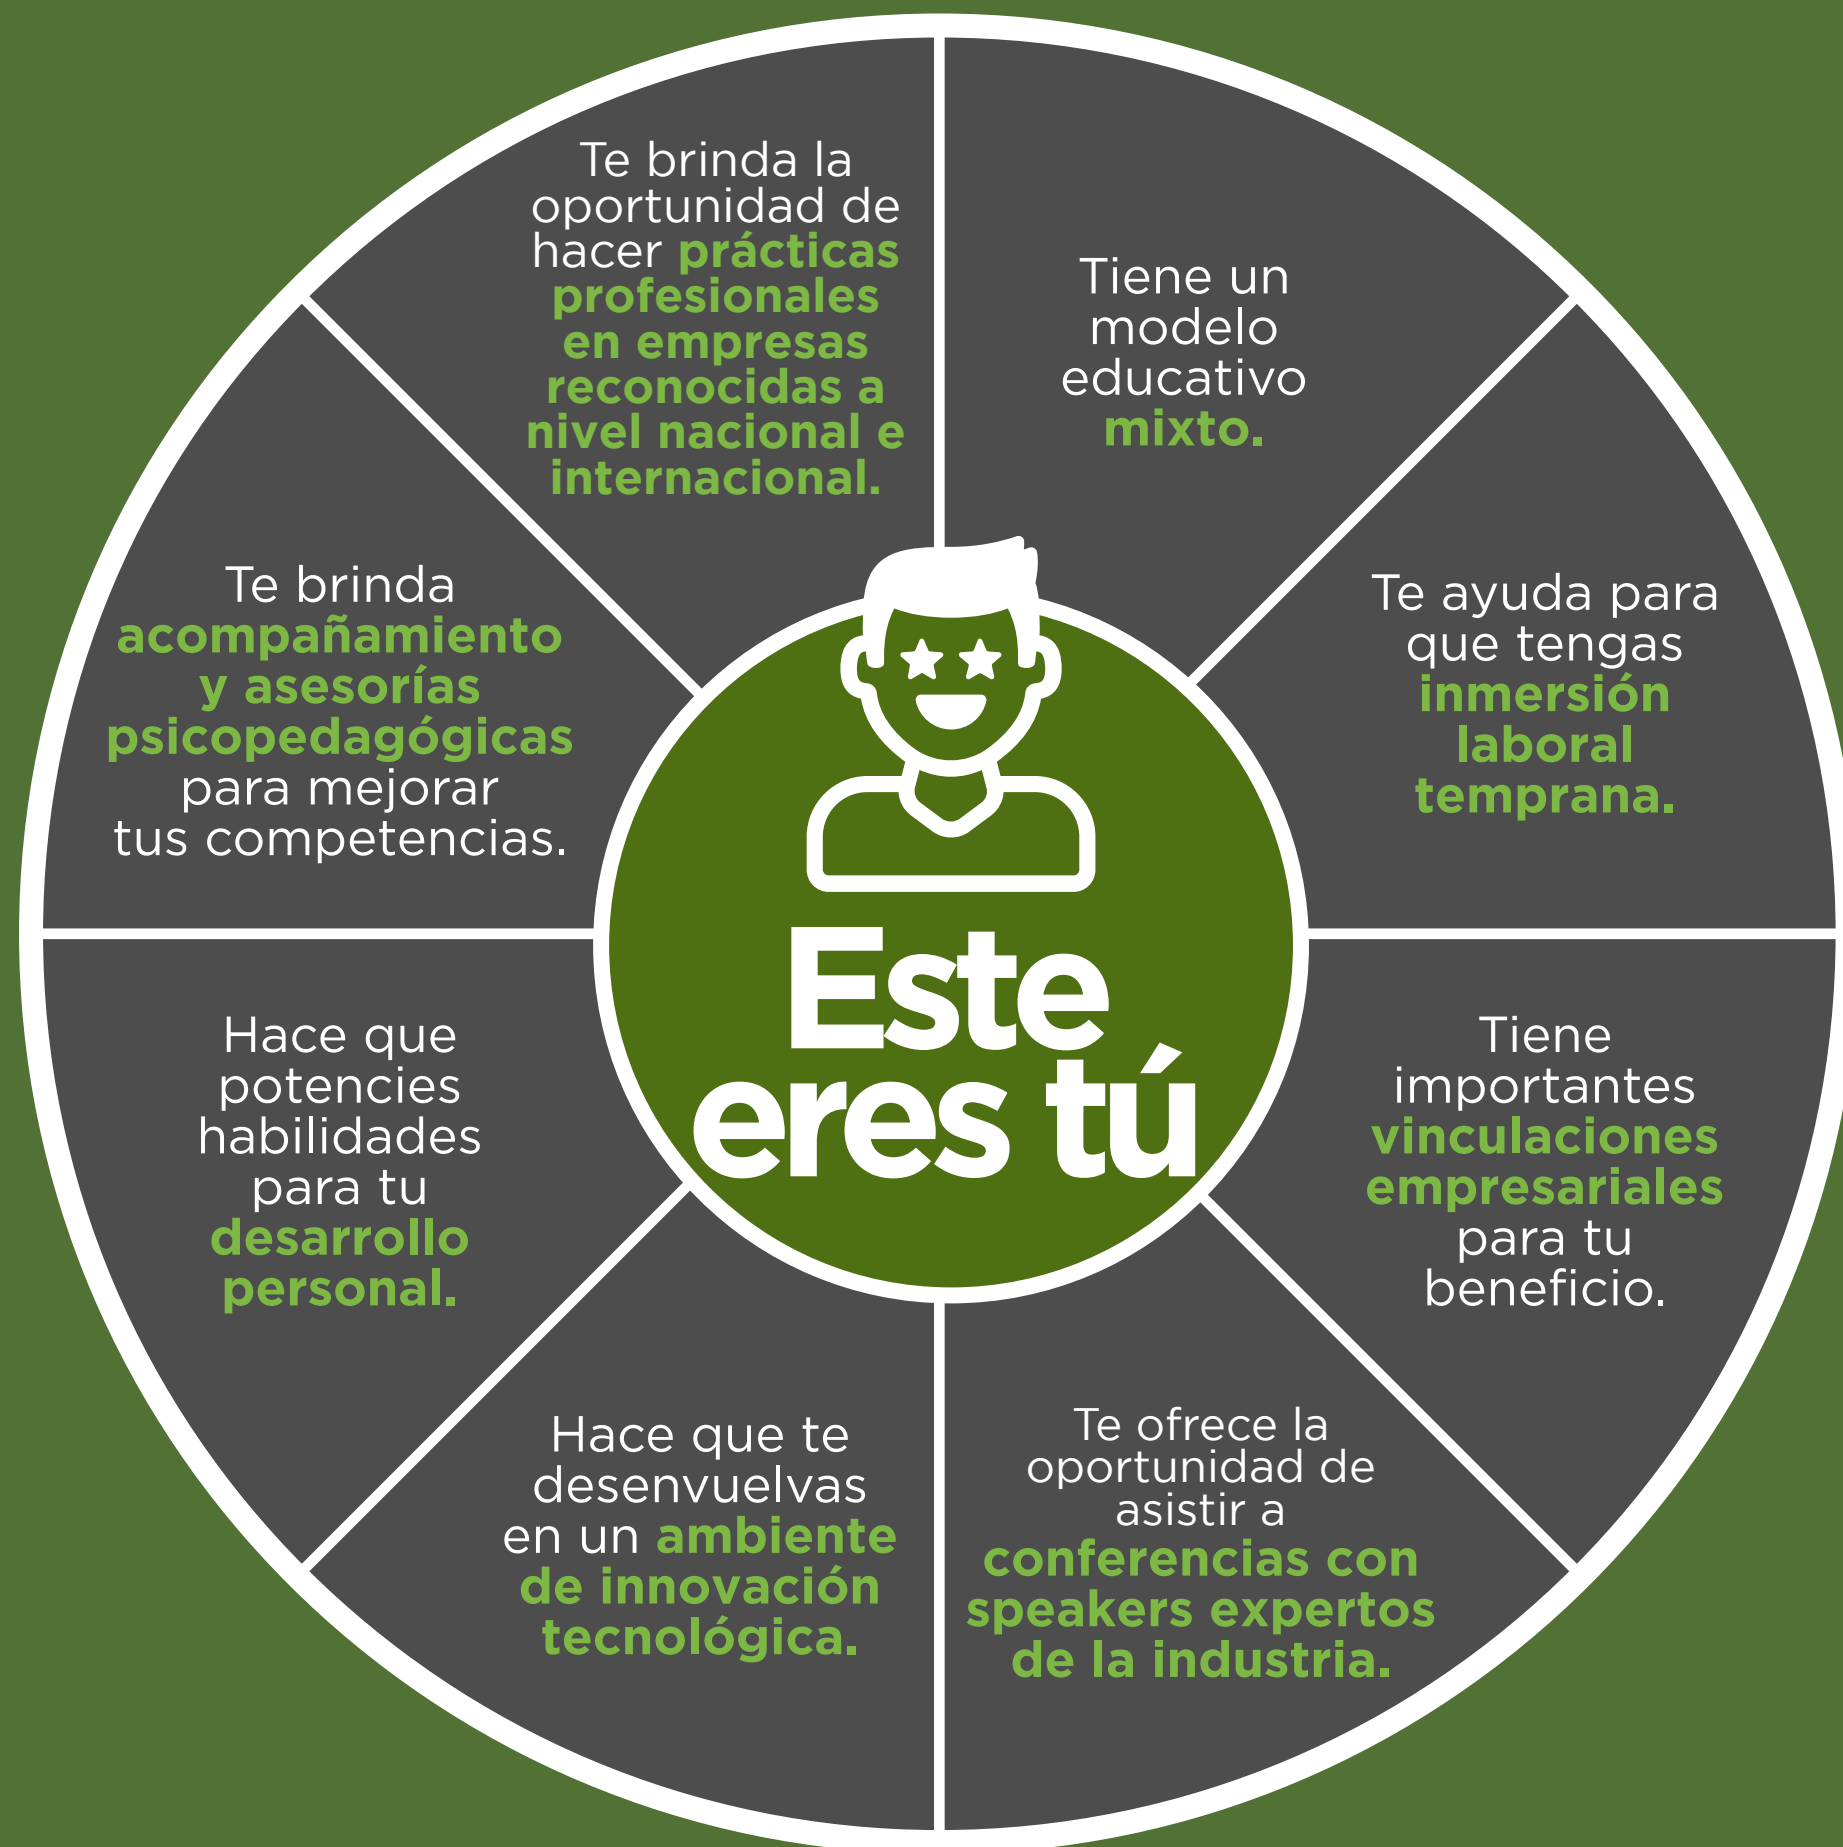 Te brinda la
oportunidad de
hacer prácticas
profesionales
en empresas
reconocidas a
nivel nacional e
internacional.
Tiene un
modelo
educativo
mixto.
Te ayuda para
que tengas
inmersión
laboral
temprana.
Tiene
importantes
vinculaciones
empresariales
para tu
beneficio.
Te ofrece la
oportunidad de
asistir a
conferencias con
speakers expertos
de la industria.
Hace que te
desenvuelvas
en un ambiente
de innovación
tecnológica.
Hace que
potencies
habilidades
para tu
desarrollo
personal.
Te brinda
acompañamiento
y asesorías
psicopedagógicas
para mejorar
tus competencias.
Este
eres tú